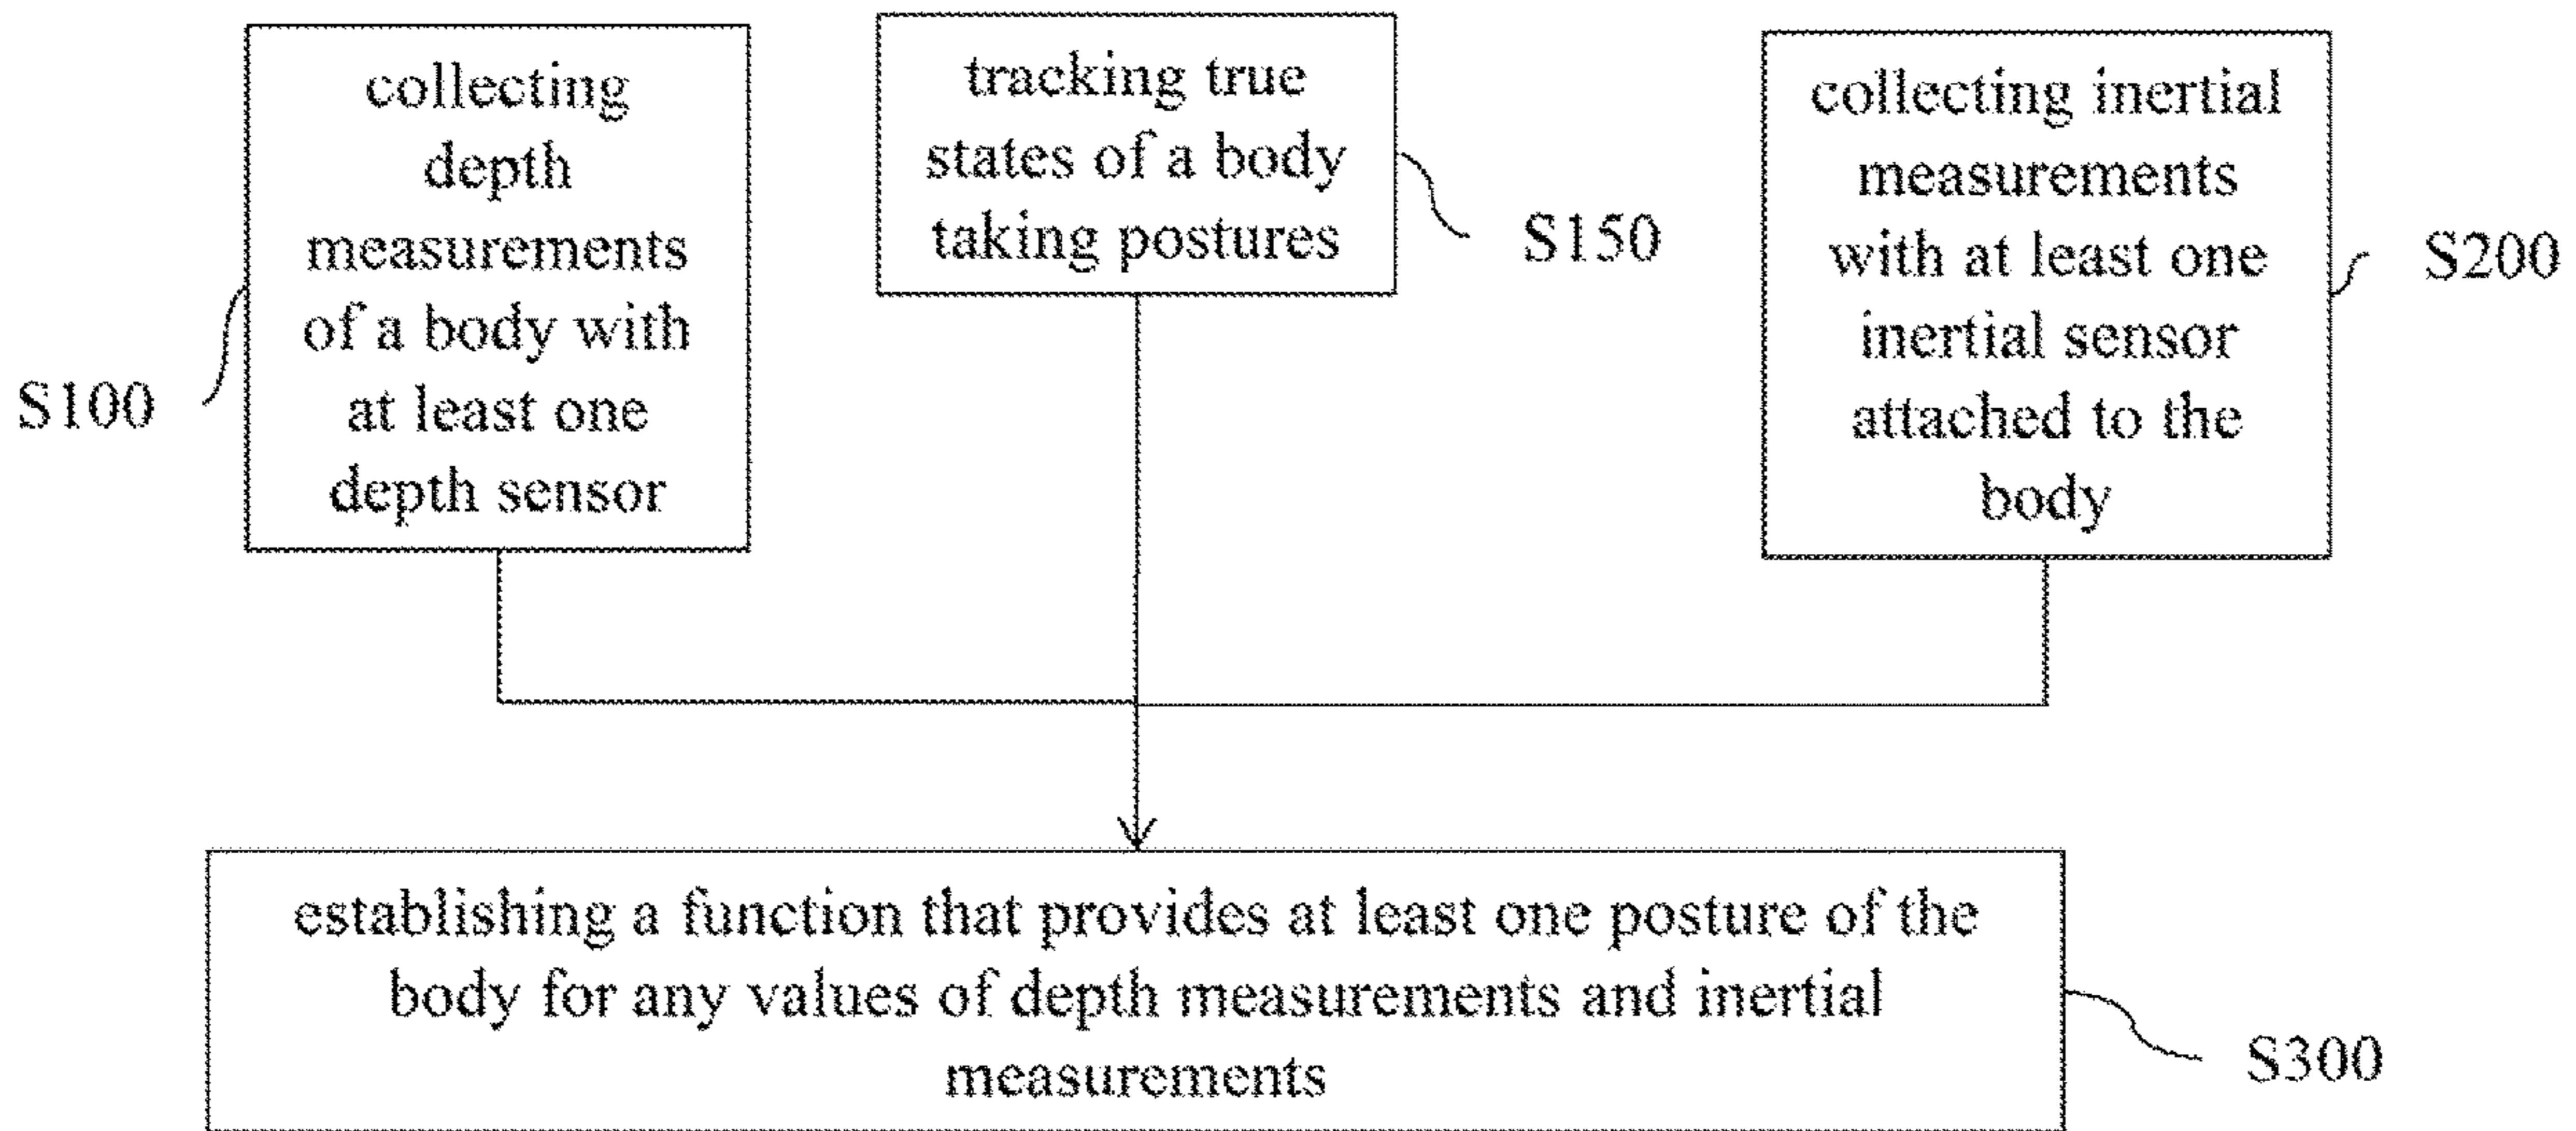 collecting
depth
measurements
of a body with
at least one
depth sensor
S100
tracking true
states of a body
taking postures
S150
collecting inertial
measurements
with at least one
inertial sensor
attached to the
body
S200
establishing a function that provides at least one posture of the
body for any values of depth measurements and inertial
measurements
S300